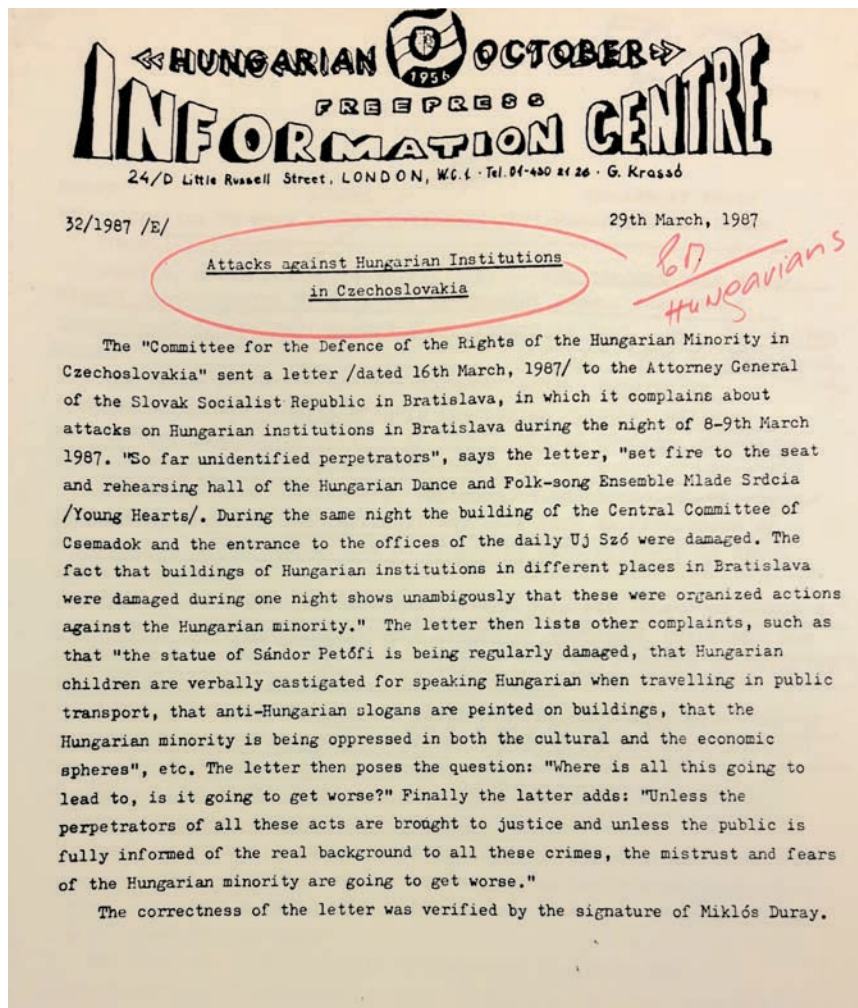 « HUNGARIAN OCTOBER »
1956
FREEPRESS
INFORMATION CENTRE
24/D Little Russell Street, LONDON, W.C.1 · Tel. 01-430 21 26 · G. Krassó
32/1987 /E/
29th March, 1987
Attacks against Hungarian Institutions
in Czechoslovakia
Hungarians
The "Committee for the Defence of the Rights of the Hungarian Minority in
Czechoslovakia" sent a letter /dated 16th March, 1987/ to the Attorney General
of the Slovak Socialist Republic in Bratislava, in which it complains about
attacks on Hungarian institutions in Bratislava during the night of 8-9th March
1987. "So far unidentified perpetrators", says the letter, "set fire to the seat
and rehearsing hall of the Hungarian Dance and Folk-song Ensemble Mlade Srdcia
/Young Hearts/. During the same night the building of the Central Committee of
Csemadok and the entrance to the offices of the daily Uj Szó were damaged. The
fact that buildings of Hungarian institutions in different places in Bratislava
were damaged during one night shows unambigously that these were organized actions
against the Hungarian minority." The letter then lists other complaints, such as
that "the statue of Sándor Petőfi is being regularly damaged, that Hungarian
children are verbally castigated for speaking Hungarian when travelling in public
transport, that anti-Hungarian slogans are peinted on buildings, that the
Hungarian minority is being oppressed in both the cultural and the economic
spheres", etc. The letter then poses the question: "Where is all this going to
lead to, is it going to get worse?" Finally the latter adds: "Unless the
perpetrators of all these acts are brought to justice and unless the public is
fully informed of the real background to all these crimes, the mistrust and fears
of the Hungarian minority are going to get worse."
The correctness of the letter was verified by the signature of Miklós Duray.